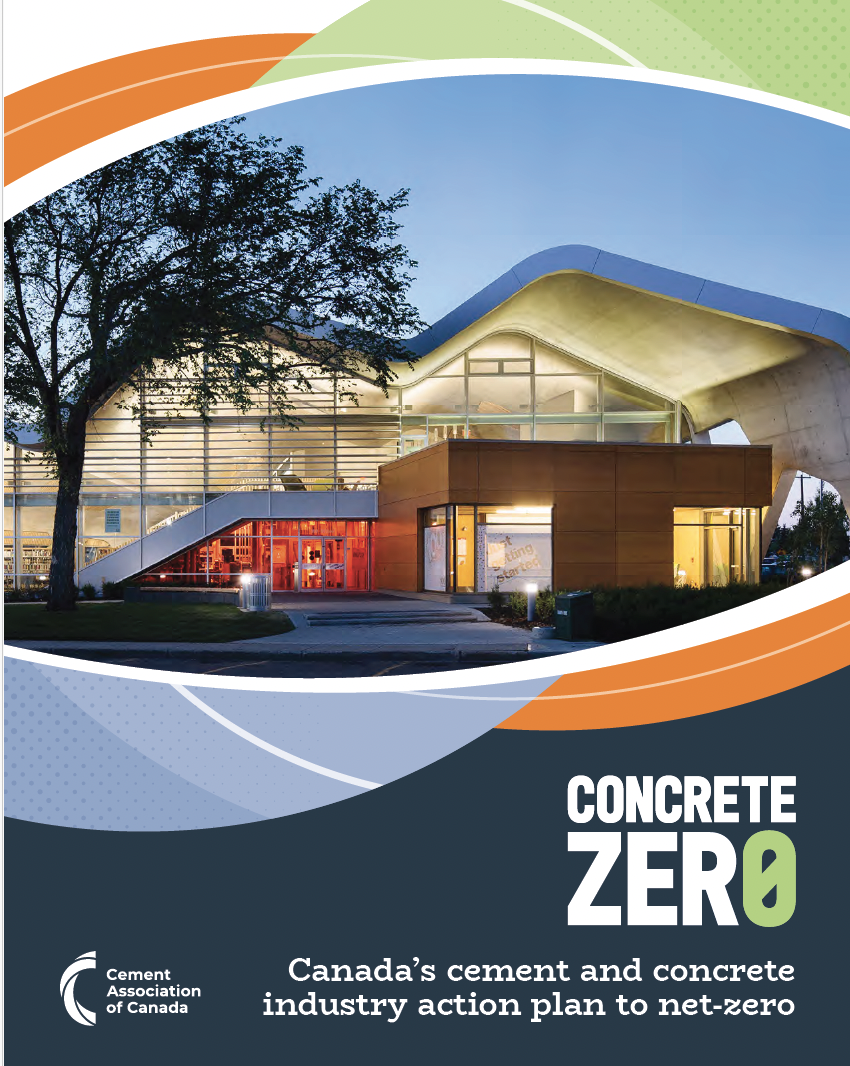 CONCRETE
ZER0
Cement
Association
of Canada
Canada’s cement and concrete
industry action plan to net-zero